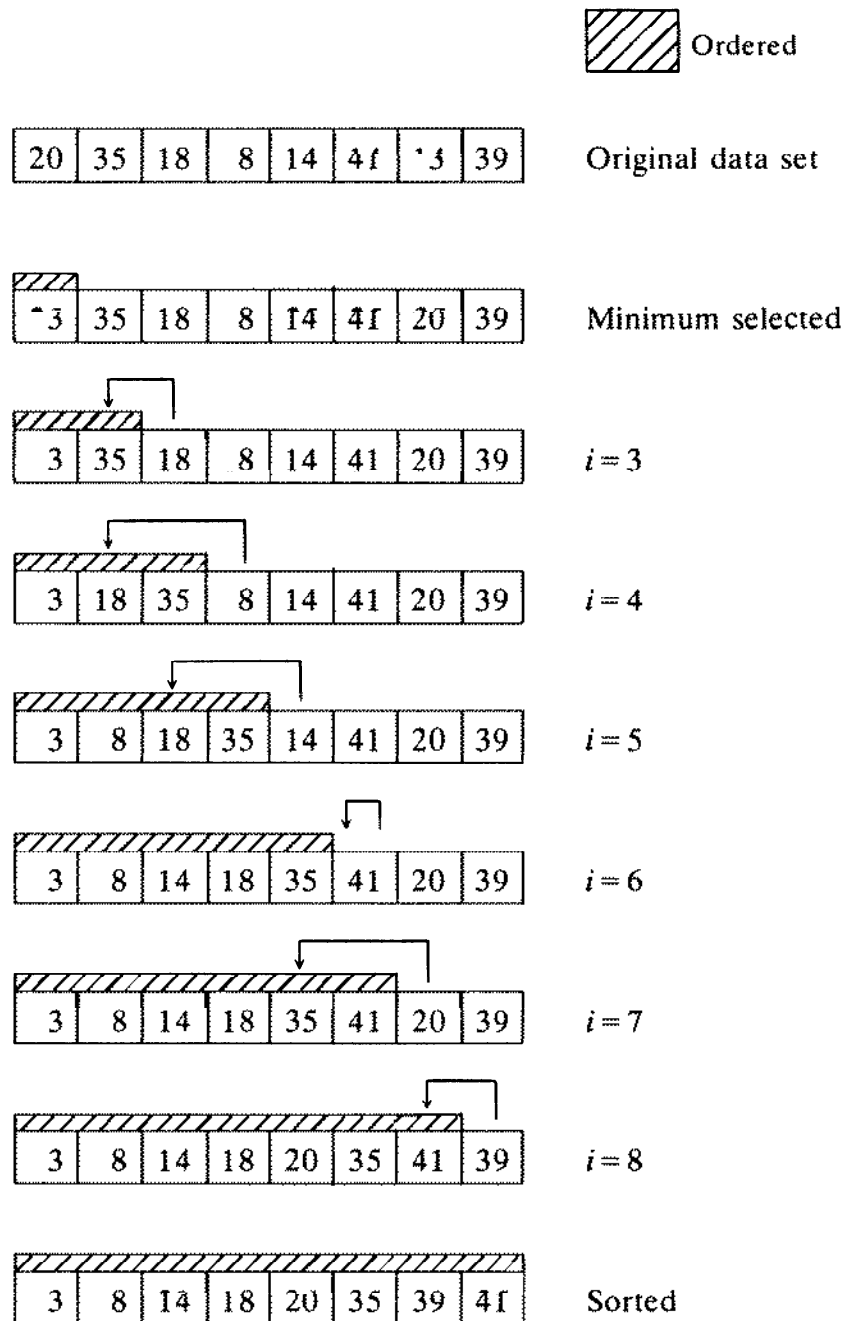 Ordered
20 35 18 8 14 41 3 39 Original data set
3 35 18 8 14 41 20 39 Minimum selected
3 35 18 8 14 41 20 39 i=3
3 18 35 8 14 41 20 39 i=4
3 8 18 35 14 41 20 39 i=5
3 8 14 18 35 41 20 39 i=6
3 8 14 18 35 41 20 39 i=7
3 8 14 18 20 35 41 39 i=8
3 8 14 18 20 35 39 41 Sorted